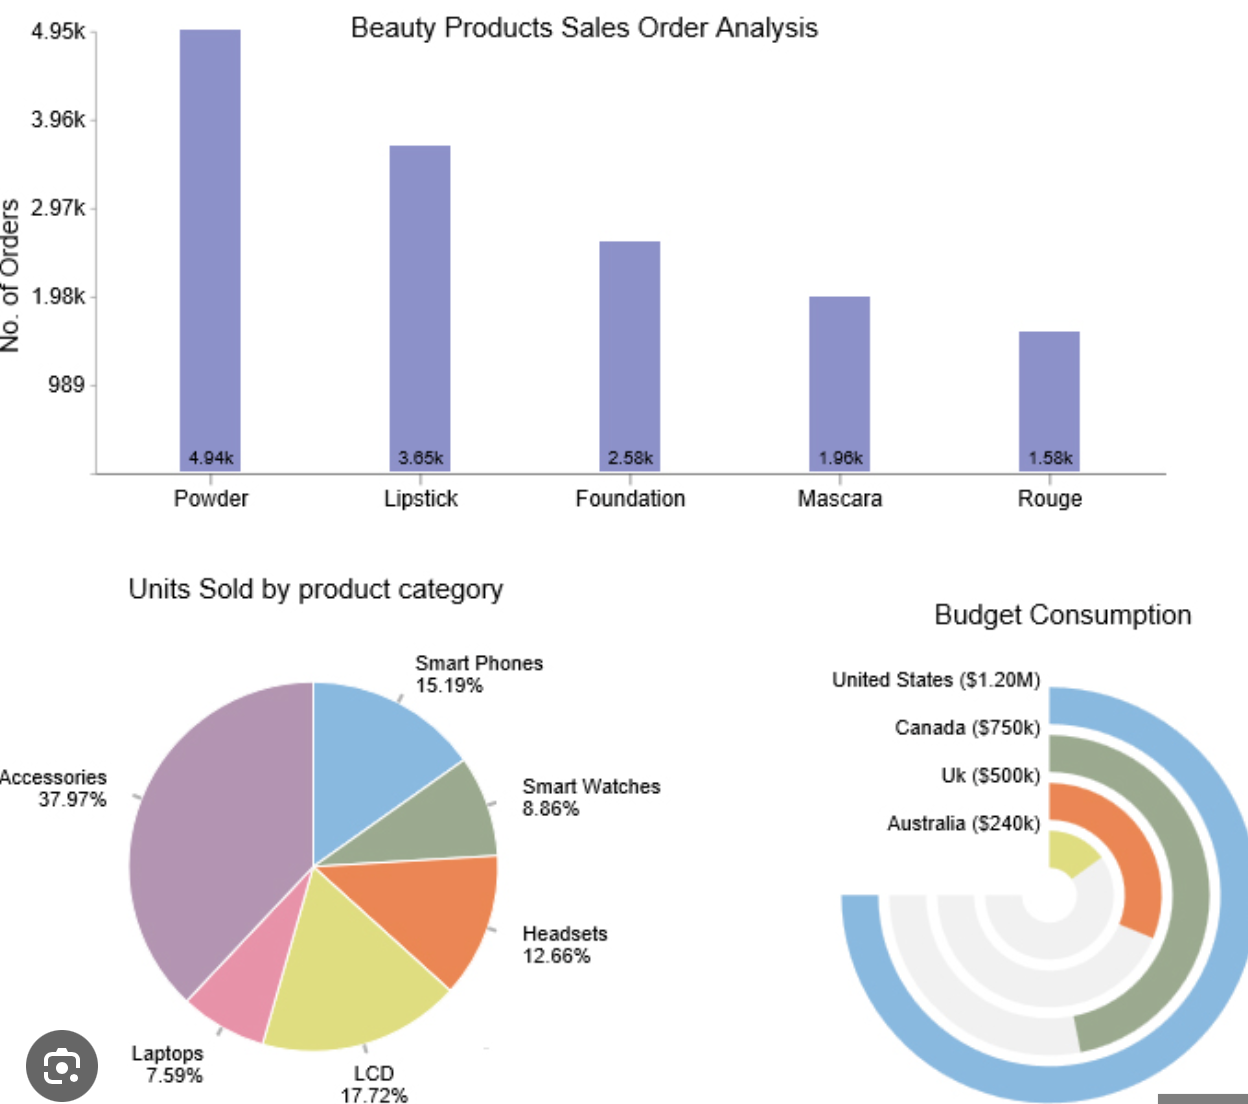 Beauty Products Sales Order Analysis
No. of Orders
4.95k
3.96k
2.97k
1.98k
989
4.94k
3.65k
2.58k
1.96k
1.58k
Powder
Lipstick
Foundation
Mascara
Rouge
Units Sold by product category
Smart Phones
15.19%
Smart Watches
8.86%
Headsets
12.66%
LCD
17.72%
Laptops
7.59%
Accessories
37.97%
Budget Consumption
United States ($1.20M)
Canada ($750k)
Uk ($500k)
Australia ($240k)